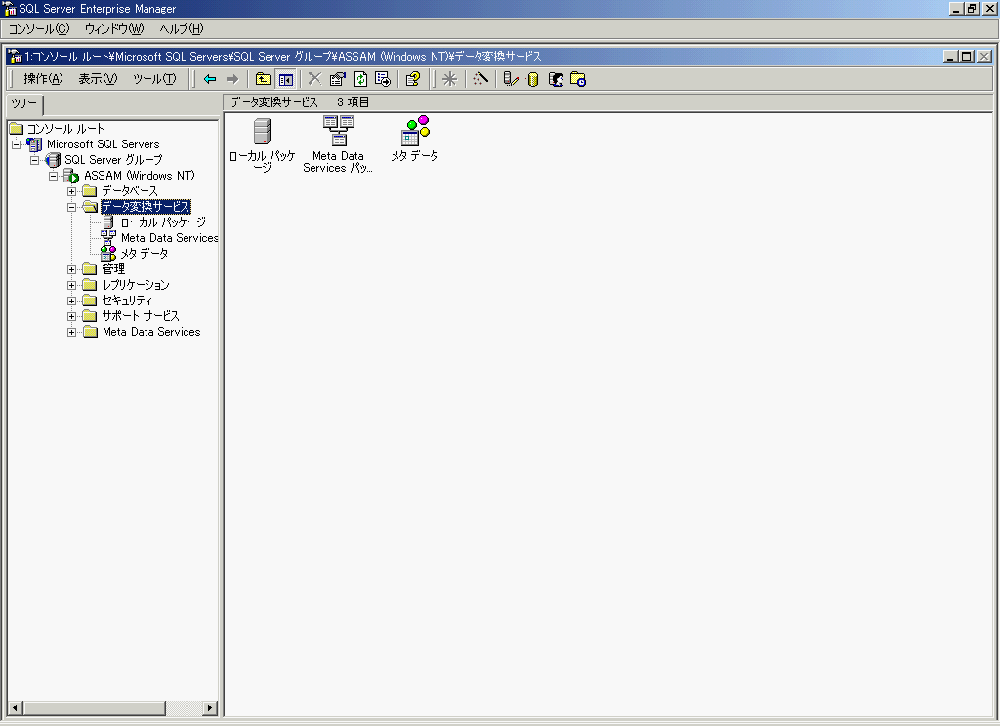 SQL Server Enterprise Manager
コンソール(C) ウィンドウ(W) ヘルプ(H)
1:コンソール ルート¥Microsoft SQL Servers¥SQL Server グループ¥ASSAM (Windows NT)¥データ変換サービス
操作(A) 表示(V) ツール(T)
ツリー
データ変換サービス 3 項目
コンソール ルート
Microsoft SQL Servers
SQL Server グループ
ASSAM (Windows NT)
データベース
データ変換サービス
ローカル パッケージ
Meta Data Services
メタ データ
管理
レプリケーション
セキュリティ
サポート サービス
Meta Data Services
ローカル パッケ
ージ
Meta Data
Services パッ...
メタ データ